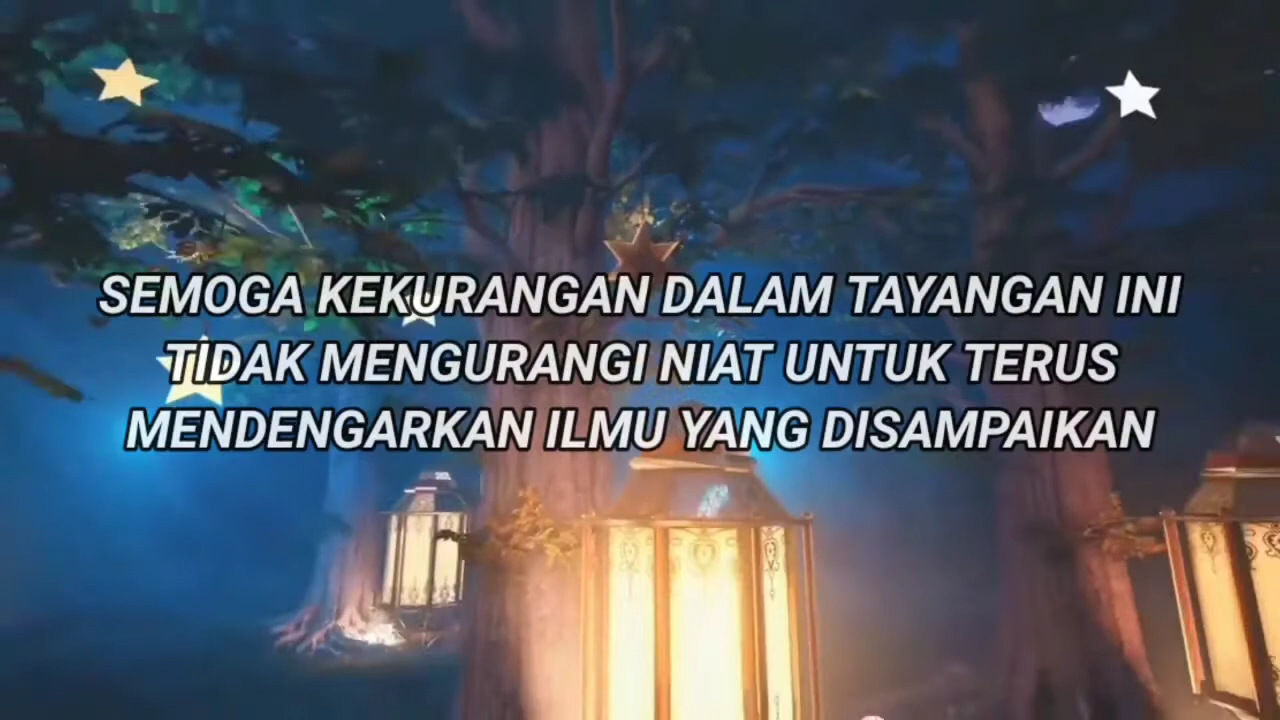 SEMOGA KEKURANGAN DALAM TAYANGAN INI
TIDAK MENGURANGI NIAT UNTUK TERUS
MENDENGARKAN ILMU YANG DISAMPAIKAN